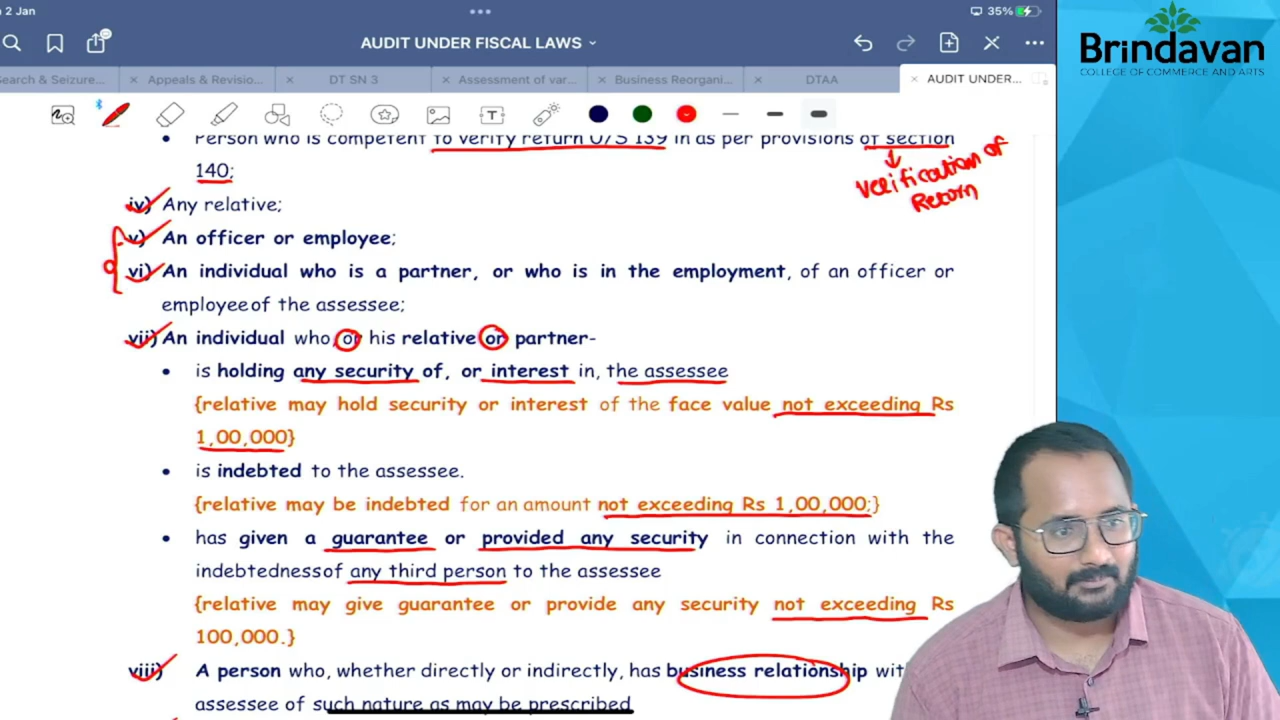 2 Jan
35%
AUDIT UNDER FISCAL LAWS
Brindavan
COLLEGE OF COMMERCE AND ARTS
earch & Seizure...
Appeals & Revisio...
DT SN 3
Assessment of var...
Business Reorgani...
DTAA
AUDIT UNDER...
• Person who is competent to verify return U/S 139 in as per provisions of section
140;
Verification of
Return
iv) Any relative;
v) An officer or employee;
vi) An individual who is a partner, or who is in the employment, of an officer or
employee of the assessee;
vii) An individual who, or his relative or partner-
• is holding any security of, or interest in, the assessee
{relative may hold security or interest of the face value not exceeding Rs
1,00,000}
• is indebted to the assessee.
{relative may be indebted for an amount not exceeding Rs 1,00,000;}
• has given a guarantee or provided any security in connection with the
indebtedness of any third person to the assessee
{relative may give guarantee or provide any security not exceeding Rs
100,000.}
viii) A person who, whether directly or indirectly, has business relationship wit
assessee of such nature as may be prescribed